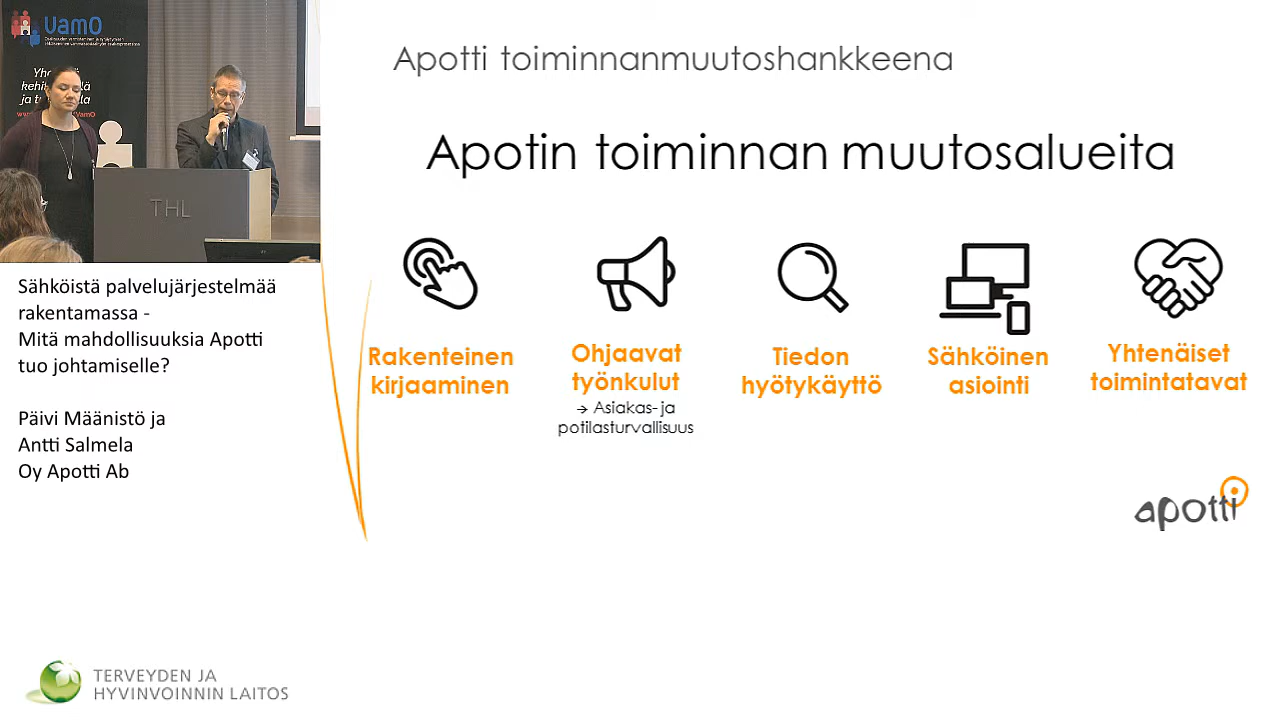 VamO
Apotti toiminnanmuutoshankkeena
Apotin toiminnan muutosalueita
THL
Rakenteinen
kirjaaminen
Ohjaavat
työnkulut
→ Asiakas- ja
potilasturvallisuus
Tiedon
hyötykäyttö
Sähköinen
asiointi
Yhtenäiset
toimintatavat
apotti
Sähköistä palvelujärjestelmää
rakentamassa -
Mitä mahdollisuuksia Apotti
tuo johtamiselle?
Päivi Määnistö ja
Antti Salmela
Oy Apotti Ab
TERVEYDEN JA
HYVINVOINNIN LAITOS